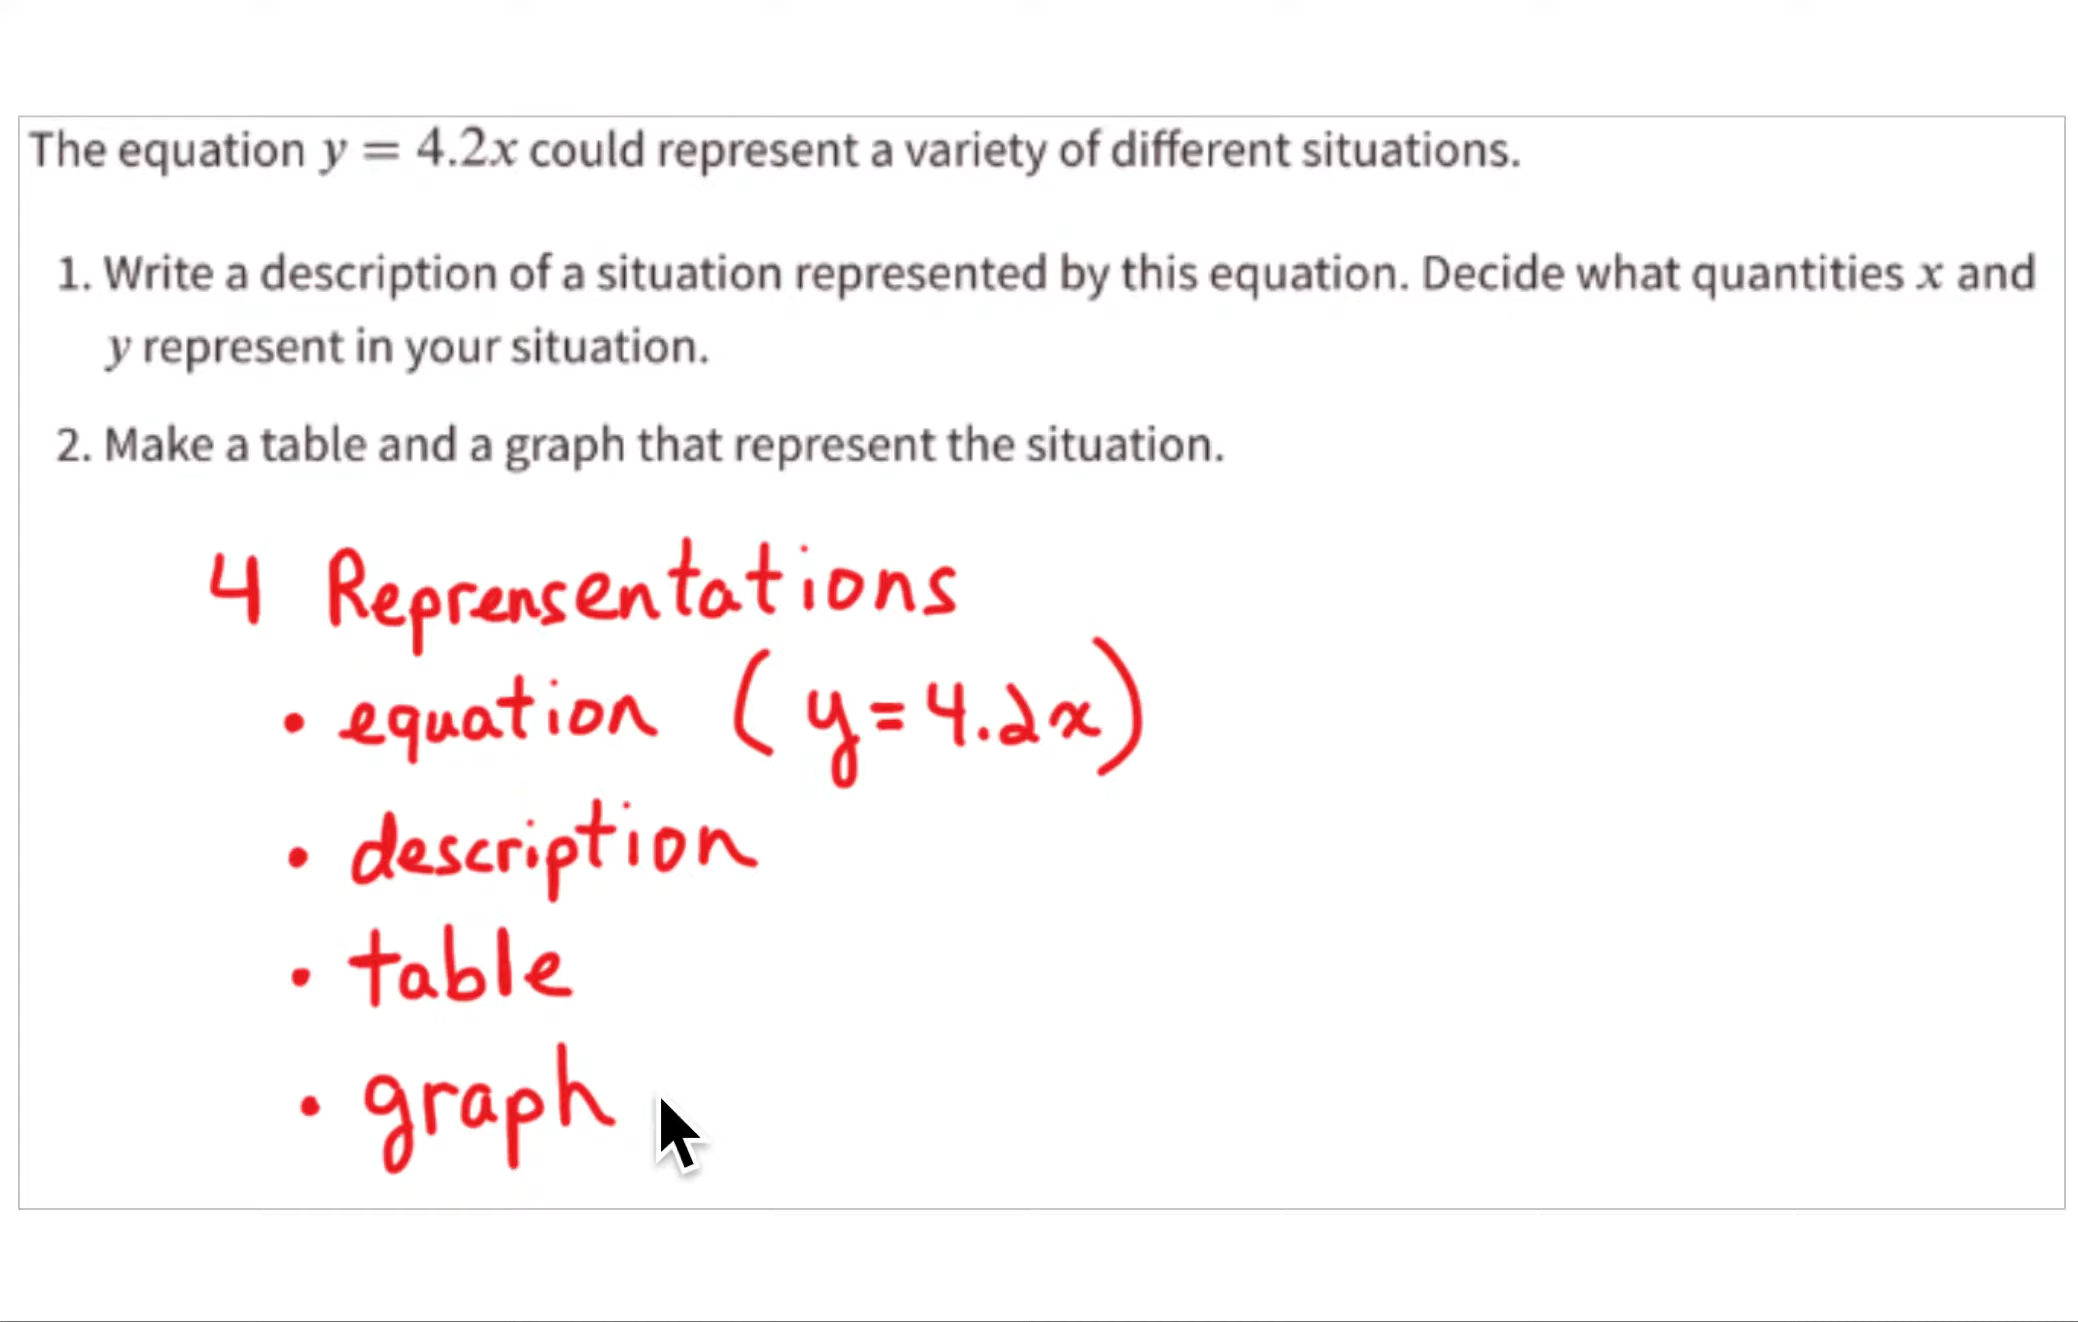 The equation y = 4.2x could represent a variety of different situations.
1. Write a description of a situation represented by this equation. Decide what quantities x and
y represent in your situation.
2. Make a table and a graph that represent the situation.
4 Reprensentations
• equation (y=4.2x)
• description
• table
• graph